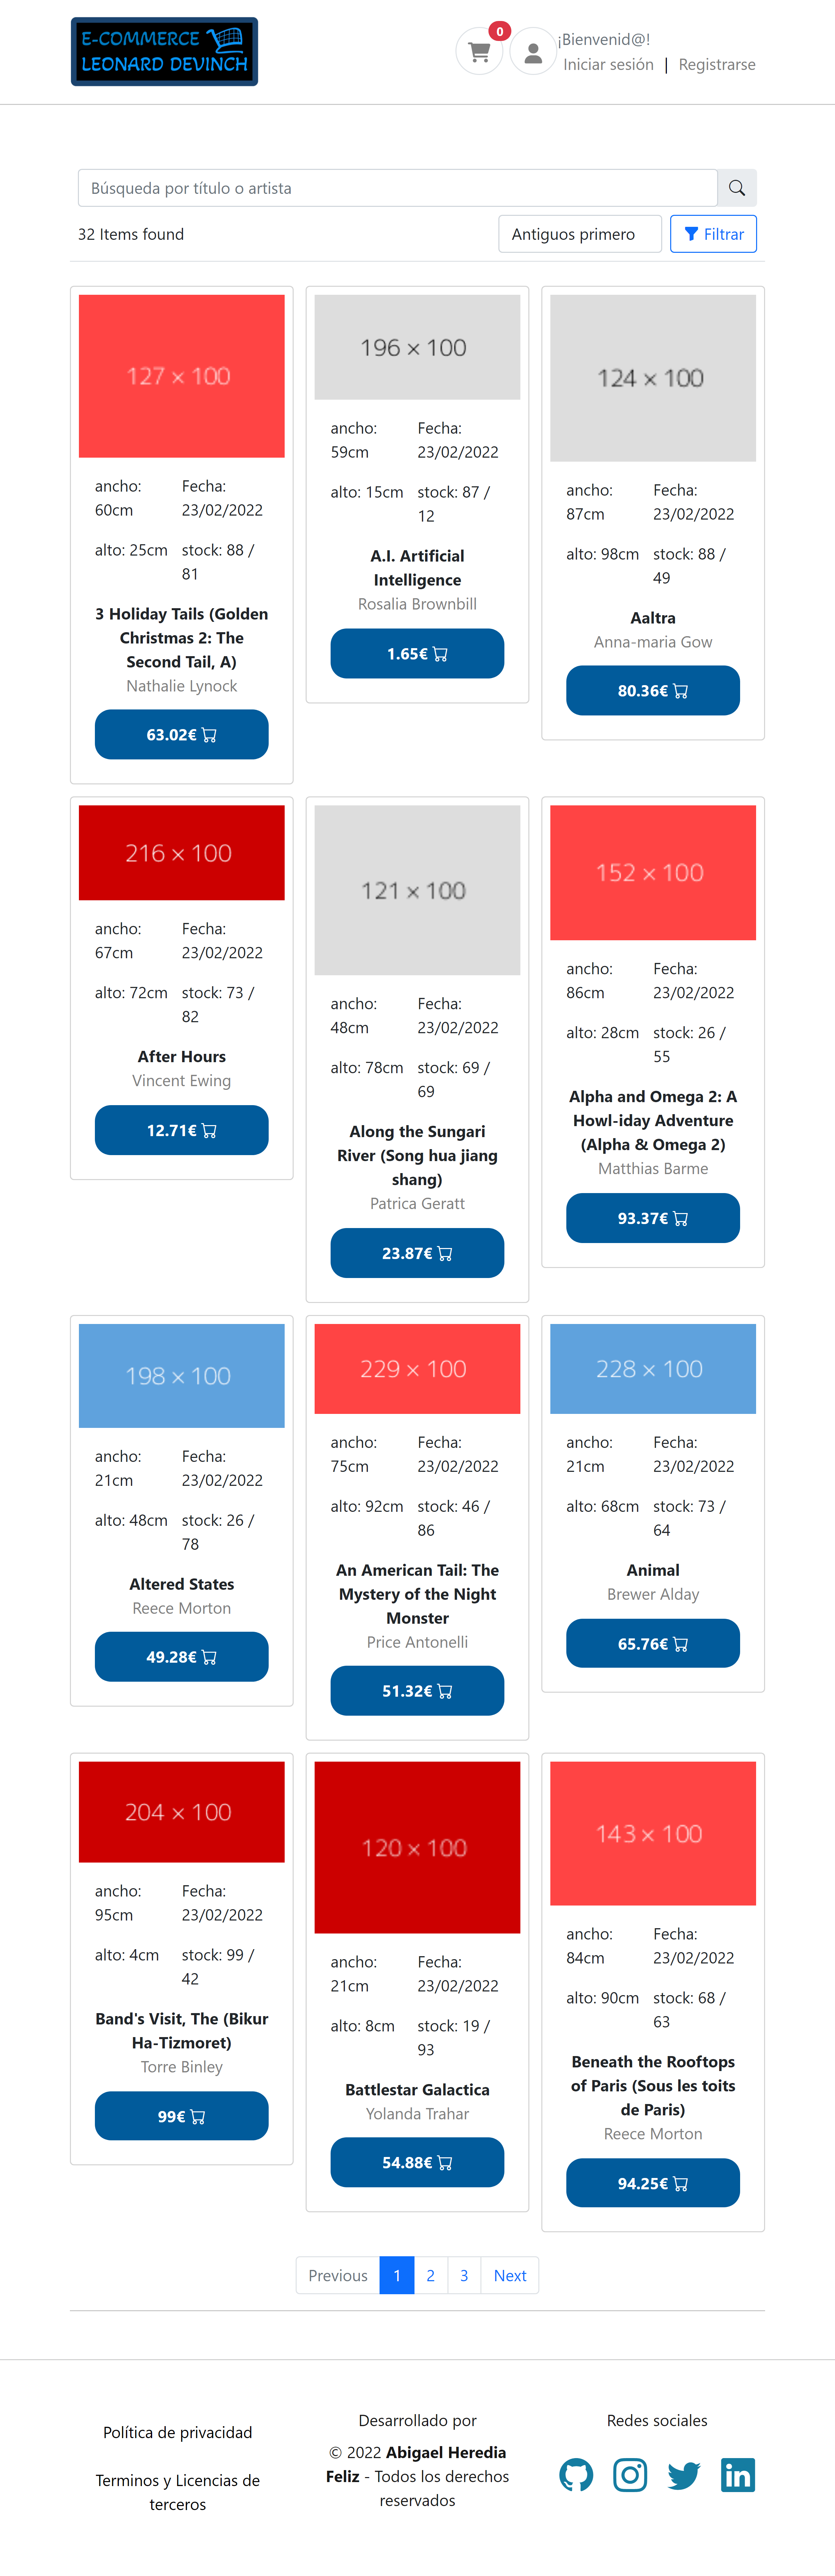 E-COMMERCE
LEONARD DEVINCH
0
¡Bienvenid@!
Iniciar sesión | Registrarse
Búsqueda por título o artista
32 Items found
Antiguos primero
Filtrar
127 × 100
ancho:
60cm
Fecha:
23/02/2022
alto: 25cm
stock: 88 /
81
3 Holiday Tails (Golden
Christmas 2: The
Second Tail, A)
Nathalie Lynock
63.02€
196 × 100
ancho:
59cm
Fecha:
23/02/2022
alto: 15cm
stock: 87 /
12
A.I. Artificial
Intelligence
Rosalia Brownbill
1.65€
124 × 100
ancho:
87cm
Fecha:
23/02/2022
alto: 98cm
stock: 88 /
49
Aaltra
Anna-maria Gow
80.36€
216 × 100
ancho:
67cm
Fecha:
23/02/2022
alto: 72cm
stock: 73 /
82
After Hours
Vincent Ewing
12.71€
121 × 100
ancho:
48cm
Fecha:
23/02/2022
alto: 78cm
stock: 69 /
69
Along the Sungari
River (Song hua jiang
shang)
Patrica Geratt
23.87€
152 × 100
ancho:
86cm
Fecha:
23/02/2022
alto: 28cm
stock: 26 /
55
Alpha and Omega 2: A
Howl-iday Adventure
(Alpha & Omega 2)
Matthias Barme
93.37€
198 × 100
ancho:
21cm
Fecha:
23/02/2022
alto: 48cm
stock: 26 /
78
Altered States
Reece Morton
49.28€
229 × 100
ancho:
75cm
Fecha:
23/02/2022
alto: 92cm
stock: 46 /
86
An American Tail: The
Mystery of the Night
Monster
Price Antonelli
51.32€
228 × 100
ancho:
21cm
Fecha:
23/02/2022
alto: 68cm
stock: 73 /
64
Animal
Brewer Alday
65.76€
204 × 100
ancho:
95cm
Fecha:
23/02/2022
alto: 4cm
stock: 99 /
42
Band's Visit, The (Bikur
Ha-Tizmoret)
Torre Binley
99€
120 × 100
ancho:
21cm
Fecha:
23/02/2022
alto: 8cm
stock: 19 /
93
Battlestar Galactica
Yolanda Trahar
54.88€
143 × 100
ancho:
84cm
Fecha:
23/02/2022
alto: 90cm
stock: 68 /
63
Beneath the Rooftops
of Paris (Sous les toits
de Paris)
Reece Morton
94.25€
Previous 1 2 3 Next
Política de privacidad
Terminos y Licencias de
terceros
Desarrollado por
© 2022 Abigael Heredia
Feliz - Todos los derechos
reservados
Redes sociales